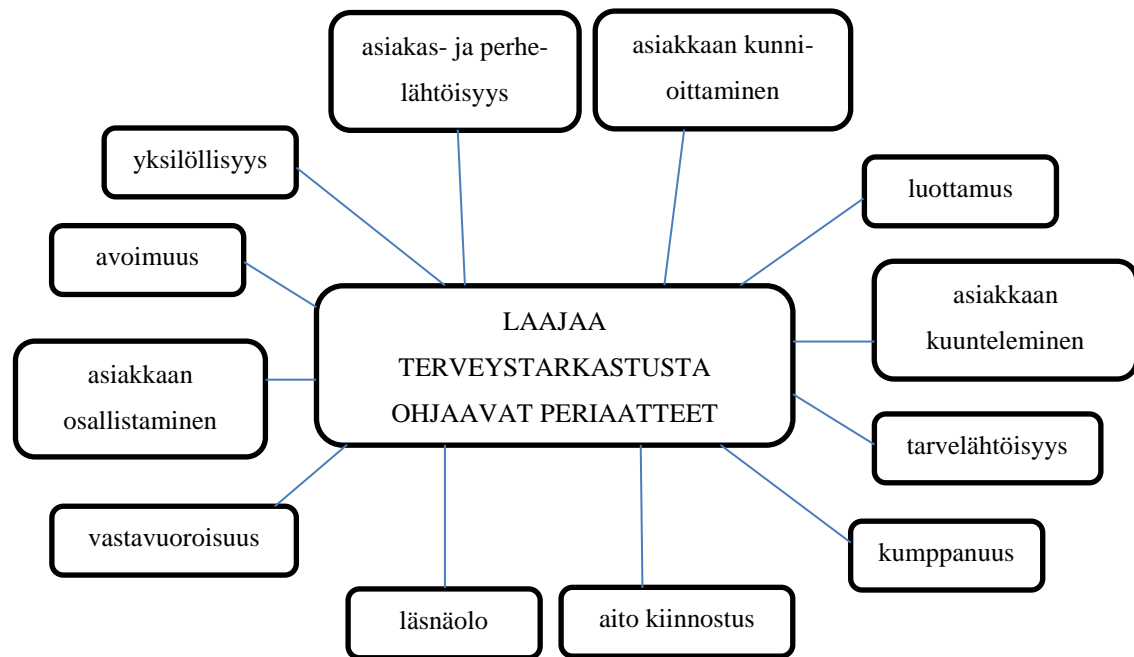 asiakas- ja perhe-
lähtöisyys
asiakkaan kunni-
oittaminen
yksilöllisyys
luottamus
avoimuus
asiakkaan
kuunteleminen
LAAJAA
TERVEYSTARKASTUSTA
OHJAAVAT PERIAATTEET
asiakkaan
osallistaminen
tarvelähtöisyys
vastavuoroisuus
kumppanuus
läsnäolo
aito kiinnostus